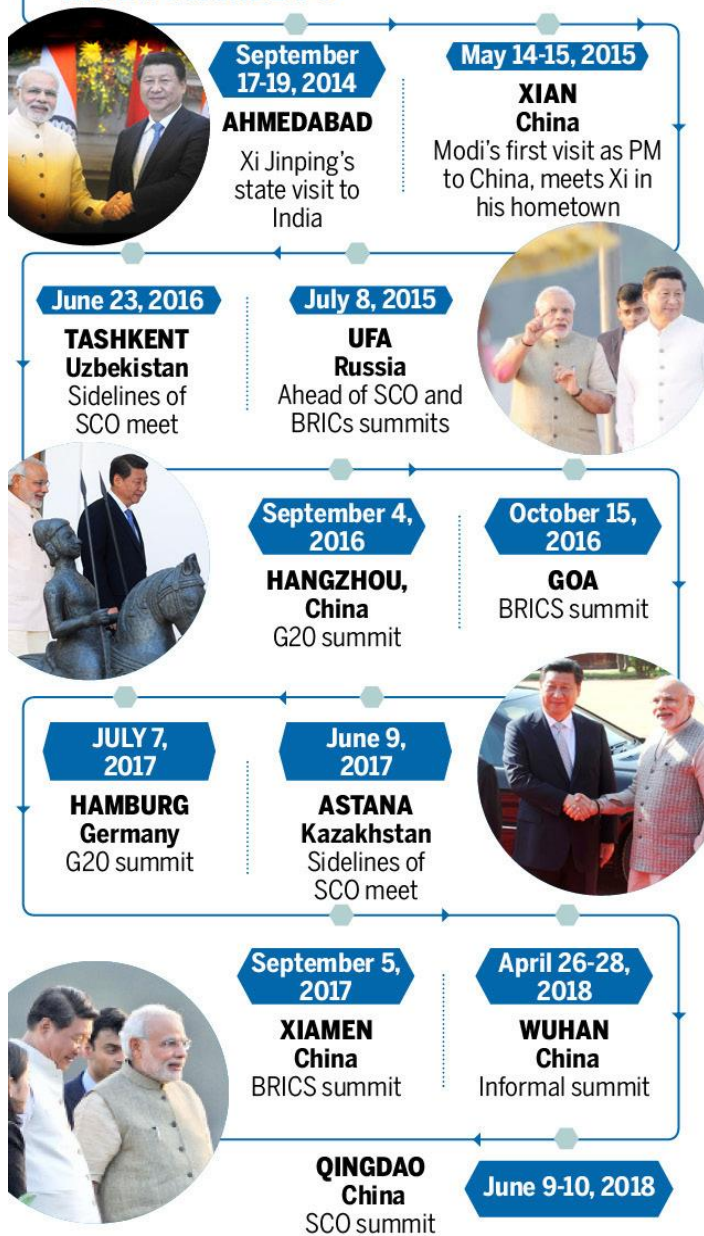 September
17-19, 2014
AHMEDABAD
Xi Jinping's
state visit to
India
May 14-15, 2015
XIAN
China
Modi's first visit as PM
to China, meets Xi in
his hometown
July 8, 2015
UFA
Russia
Ahead of SCO and
BRICs summits
June 23, 2016
TASHKENT
Uzbekistan
Sidelines of
SCO meet
September 4,
2016
HANGZHOU,
China
G20 summit
October 15,
2016
GOA
BRICS summit
June 9,
2017
ASTANA
Kazakhstan
Sidelines of
SCO meet
JULY 7,
2017
HAMBURG
Germany
G20 summit
September 5,
2017
XIAMEN
China
BRICS summit
April 26-28,
2018
WUHAN
China
Informal summit
June 9-10, 2018
QINGDAO
China
SCO summit